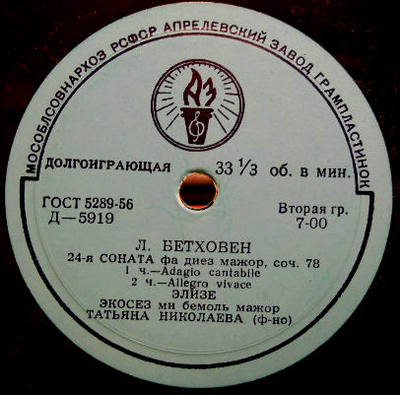 МОСОБЛСОВНАРХОЗ РСФСР АПРЕЛЕВСКИЙ ЗАВОД ГРАМПЛАСТИНОК
АЗ
ДОЛГОИГРАЮЩАЯ 33 1/3 об. в мин.
ГОСТ 5289-56
Д—5919
Вторая гр.
7-00
Л. БЕТХОВЕН
24-я СОНАТА фа диез мажор, соч. 78
1 ч.—Adagio cantabile
2 ч.—Allegro vivace
ЭЛИЗЕ
ЭКОСЕЗ ми бемоль мажор
ТАТЬЯНА НИКОЛАЕВА (ф-но)